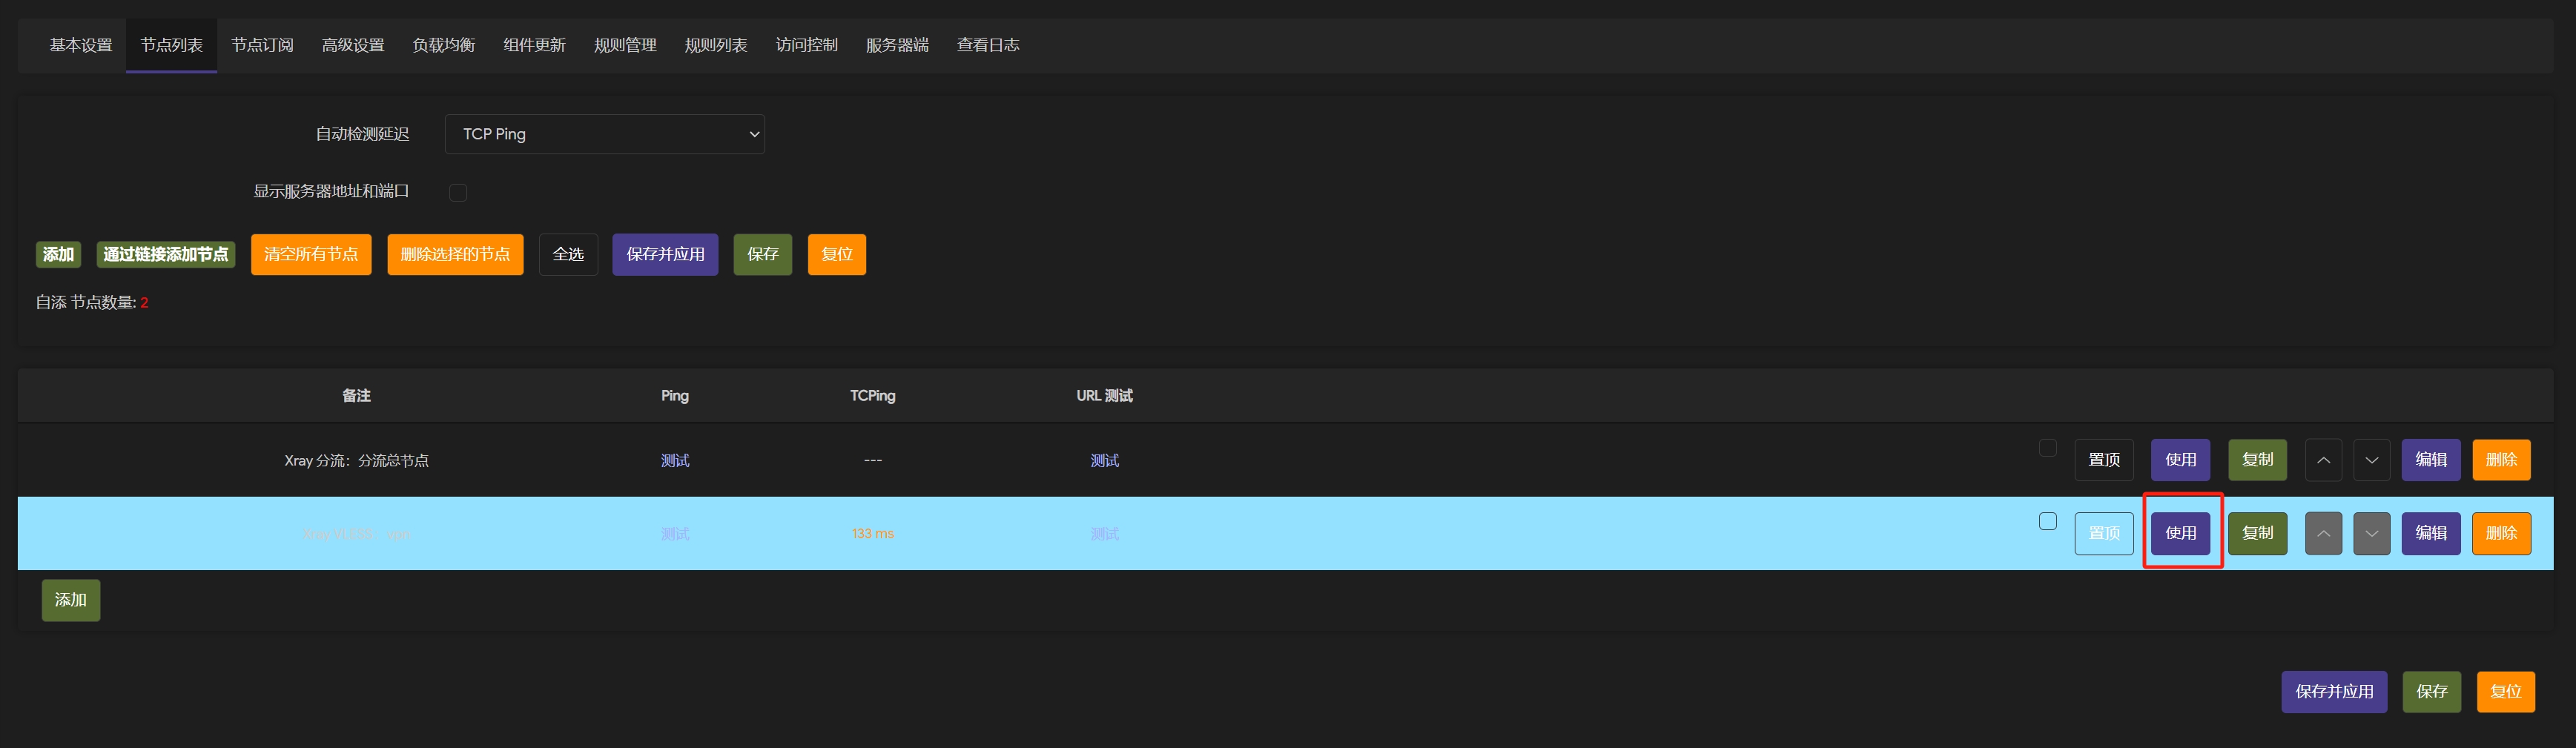 基本设置 节点列表 节点订阅 高级设置 负载均衡 组件更新 规则管理 规则列表 访问控制 服务器端 查看日志
自动检测延迟 TCP Ping
显示服务器地址和端口
添加 通过链接添加节点 清空所有节点 删除选择的节点 全选 保存并应用 保存 复位
自添 节点数量: 2
备注 Ping TCPing URL 测试
Xray 分流：分流总节点 测试 --- 测试 置顶 使用 复制 编辑 删除
Xray 测试 133 ms 测试 置顶 使用 复制 编辑 删除
添加
保存并应用 保存 复位